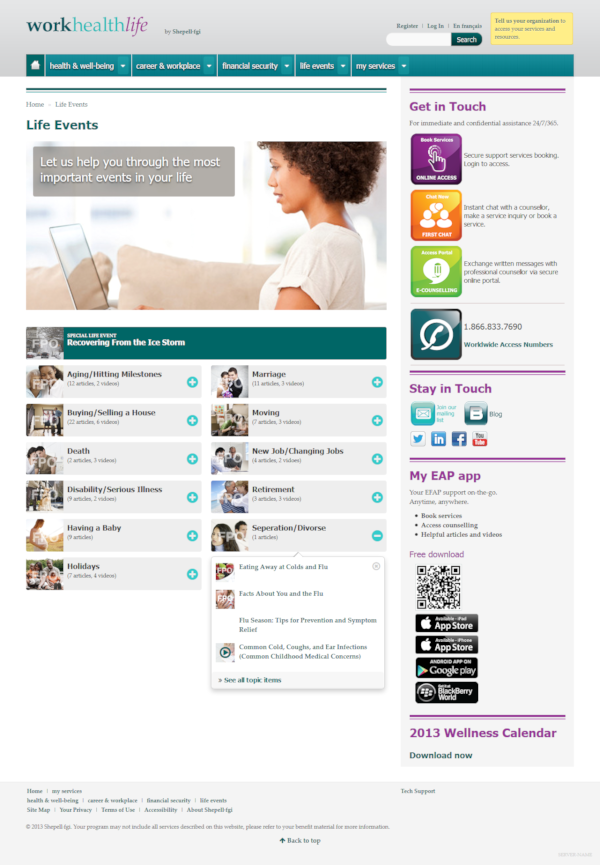 workhealthlife by Shepell·fgi
Register | Log In | En français
Search
Tell us your organization to
access your services and
resources.
health & well-being
career & workplace
financial security
life events
my services
Home » Life Events
Life Events
Let us help you through the most
important events in your life
SPECIAL LIFE EVENT
Recovering From the Ice Storm
FPO
Aging/Hitting Milestones
(12 articles, 2 videos)
Marriage
(11 articles, 3 videos)
Buying/Selling a House
(22 articles, 6 videos)
Moving
(7 articles, 3 videos)
Death
(2 articles, 3 videos)
New Job/Changing Jobs
(4 articles, 2 videos)
Disability/Serious Illness
(9 articles, 2 videos)
Retirement
(3 articles, 3 videos)
Having a Baby
(9 articles)
Seperation/Divorse
(1 articles)
Holidays
(7 articles, 4 videos)
Eating Away at Colds and Flu
Facts About You and the Flu
Flu Season: Tips for Prevention and Symptom
Relief
Common Cold, Coughs, and Ear Infections
(Common Childhood Medical Concerns)
» See all topic items
Get in Touch
For immediate and confidential assistance 24/7/365.
Book Services
ONLINE ACCESS
Secure support services booking.
Login to access.
Chat Now
FIRST CHAT
Instant chat with a counsellor,
make a service inquiry or book a
service.
Access Portal
E-COUNSELLING
Exchange written messages with
professional counsellor via secure
online portal.
1.866.833.7690
Worldwide Access Numbers
Stay in Touch
Join our
mailing
list
Blog
You Tube
My EAP app
Your EFAP support on-the-go.
Anytime, anywhere.
• Book services
• Access counselling
• Helpful articles and videos
Free download
Available - iPad
App Store
Available - iPhone
App Store
ANDROID APP ON
Google play
BlackBerry
World
2013 Wellness Calendar
Download now
Home | my services
health & well-being | career & workplace | financial security | life events
Site Map | Your Privacy | Terms of Use | Accessibility | About Shepell·fgi
Tech Support
© 2013 Shepell·fgi. Your program may not include all services described on this website, please refer to your benefit material for more information.
Back to top